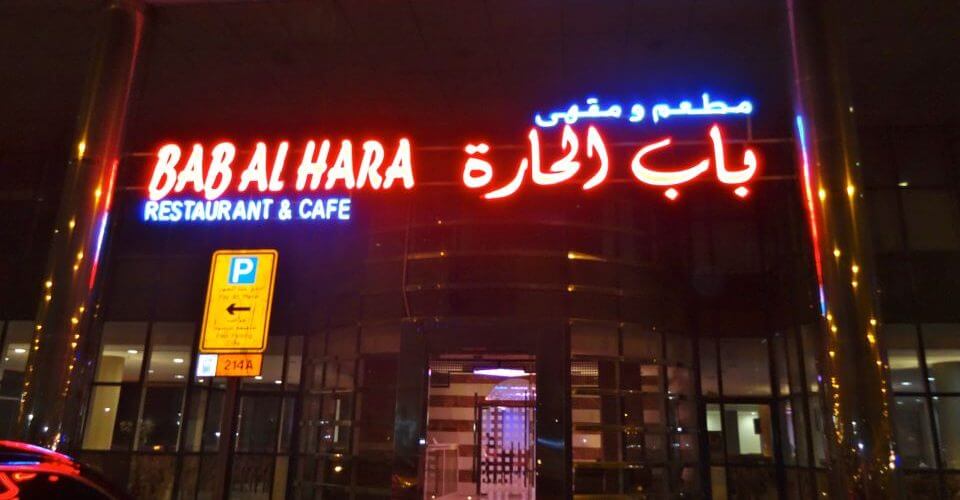 مطعم و مقهى
باب الحارة
BAB AL HARA
RESTAURANT & CAFE
P
214A